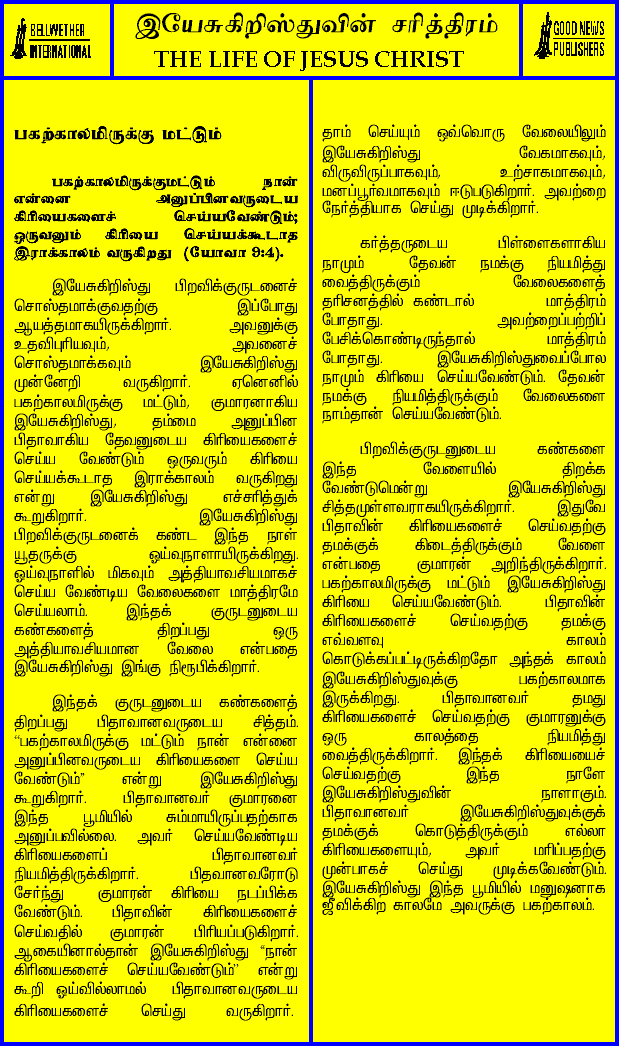 BELLWETHER
INTERNATIONAL
இயேசுகிறிஸ்துவின் சரித்திரம்
THE LIFE OF JESUS CHRIST
GOOD NEWS
PUBLISHERS
பகற்காலமிருக்கு மட்டும்
பகற்காலமிருக்குமட்டும் நான்
என்னை அனுப்பினவருடைய
கிரியைகளைச் செய்யவேண்டும்;
ஒருவனும் கிரியை செய்யக்கூடாத
இராக்காலம் வருகிறது (யோவா 9:4).
இயேசுகிறிஸ்து பிறவிக்குருடனைச்
சொஸ்தமாக்குவதற்கு இப்போது
ஆயத்தமாகயிருக்கிறார். அவனுக்கு
உதவிபுரியவும், அவனைச்
சொஸ்தமாக்கவும் இயேசுகிறிஸ்து
முன்னேறி வருகிறார். ஏனெனில்
பகற்காலமிருக்கு மட்டும், குமாரனாகிய
இயேசுகிறிஸ்து, தம்மை அனுப்பின
பிதாவாகிய தேவனுடைய கிரியைகளைச்
செய்ய வேண்டும் ஒருவரும் கிரியை
செய்யக்கூடாத இராக்காலம் வருகிறது
என்று இயேசுகிறிஸ்து எச்சரித்துக்
கூறுகிறார். இயேசுகிறிஸ்து
பிறவிக்குருடனைக் கண்ட இந்த நாள்
யூதருக்கு ஓய்வுநாளாயிருக்கிறது.
ஓய்வுநாளில் மிகவும் அத்தியாவசியமாகச்
செய்ய வேண்டிய வேலைகளை மாத்திரமே
செய்யலாம். இந்தக் குருடனுடைய
கண்களைத் திறப்பது ஒரு
அத்தியாவசியமான வேலை என்பதை
இயேசுகிறிஸ்து இங்கு நிரூபிக்கிறார்.
இந்தக் குருடனுடைய கண்களைத்
திறப்பது பிதாவானவருடைய சித்தம்.
“பகற்காலமிருக்கு மட்டும் நான் என்னை
அனுப்பினவருடைய கிரியைகளை செய்ய
வேண்டும்” என்று இயேசுகிறிஸ்து
கூறுகிறார். பிதாவானவர் குமாரனை
இந்த பூமியில் சும்மாயிருப்பதற்காக
அனுப்பவில்லை. அவர் செய்யவேண்டிய
கிரியைகளைப் பிதாவானவர்
நியமித்திருக்கிறார். பிதவானவரோடு
சேர்ந்து குமாரன் கிரியை நடப்பிக்க
வேண்டும். பிதாவின் கிரியைகளைச்
செய்வதில் குமாரன் பிரியப்படுகிறார்.
ஆகையினால்தான் இயேசுகிறிஸ்து “நான்
கிரியைகளைச் செய்யவேண்டும்” என்று
கூறி ஓய்வில்லாமல் பிதாவானவருடைய
கிரியைகளைச் செய்து வருகிறார்.
தாம் செய்யும் ஒவ்வொரு வேலையிலும்
இயேசுகிறிஸ்து வேகமாகவும்,
விருவிருப்பாகவும், உற்சாகமாகவும்,
மனப்பூர்வமாகவும் ஈடுபடுகிறார். அவற்றை
நேர்த்தியாக செய்து முடிக்கிறார்.
கர்த்தருடைய பிள்ளைகளாகிய
நாமும் தேவன் நமக்கு நியமித்து
வைத்திருக்கும் வேலைகளைத்
தரிசனத்தில் கண்டால் மாத்திரம்
போதாது. அவற்றைப்பற்றிப்
பேசிக்கொண்டிருந்தால் மாத்திரம்
போதாது. இயேசுகிறிஸ்துவைப்போல
நாமும் கிரியை செய்யவேண்டும். தேவன்
நமக்கு நியமித்திருக்கும் வேலைகளை
நாம்தான் செய்யவேண்டும்.
பிறவிக்குருடனுடைய கண்களை
இந்த வேளையில் திறக்க
வேண்டுமென்று இயேசுகிறிஸ்து
சித்தமுள்ளவராகயிருக்கிறார். இதுவே
பிதாவின் கிரியைகளைச் செய்வதற்கு
தமக்குக் கிடைத்திருக்கும் வேளை
என்பதை குமாரன் அறிந்திருக்கிறார்.
பகற்காலமிருக்கு மட்டும் இயேசுகிறிஸ்து
கிரியை செய்யவேண்டும். பிதாவின்
கிரியைகளைச் செய்வதற்கு தமக்கு
எவ்வளவு காலம்
கொடுக்கப்பட்டிருக்கிறதோ அந்தக் காலம்
இயேசுகிறிஸ்துவுக்கு பகற்காலமாக
இருக்கிறது. பிதாவானவர் தமது
கிரியைகளைச் செய்வதற்கு குமாரனுக்கு
ஒரு காலத்தை நியமித்து
வைத்திருக்கிறார். இந்தக் கிரியையைச்
செய்வதற்கு இந்த நாளே
இயேசுகிறிஸ்துவின் நாளாகும்.
பிதாவானவர் இயேசுகிறிஸ்துவுக்குக்
தமக்குக் கொடுத்திருக்கும் எல்லா
கிரியைகளையும், அவர் மரிப்பதற்கு
முன்பாகச் செய்து முடிக்கவேண்டும்.
இயேசுகிறிஸ்து இந்த பூமியில் மனுஷனாக
ஜீவிக்கிற காலமே அவருக்கு பகற்காலம்.